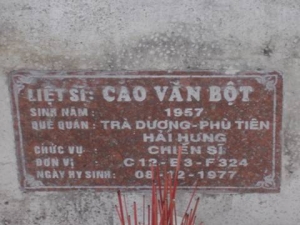 LIỆT SĨ: CAO VĂN BỘT
SINH NĂM : 1957
QUÊ QUÁN : TRÀ DƯƠNG-PHÙ TIÊN
HẢI HƯNG
CHỨC VỤ : CHIẾN SĨ
ĐƠN VỊ : C12-E3-F324
NGÀY HY SINH: 08-12-1977